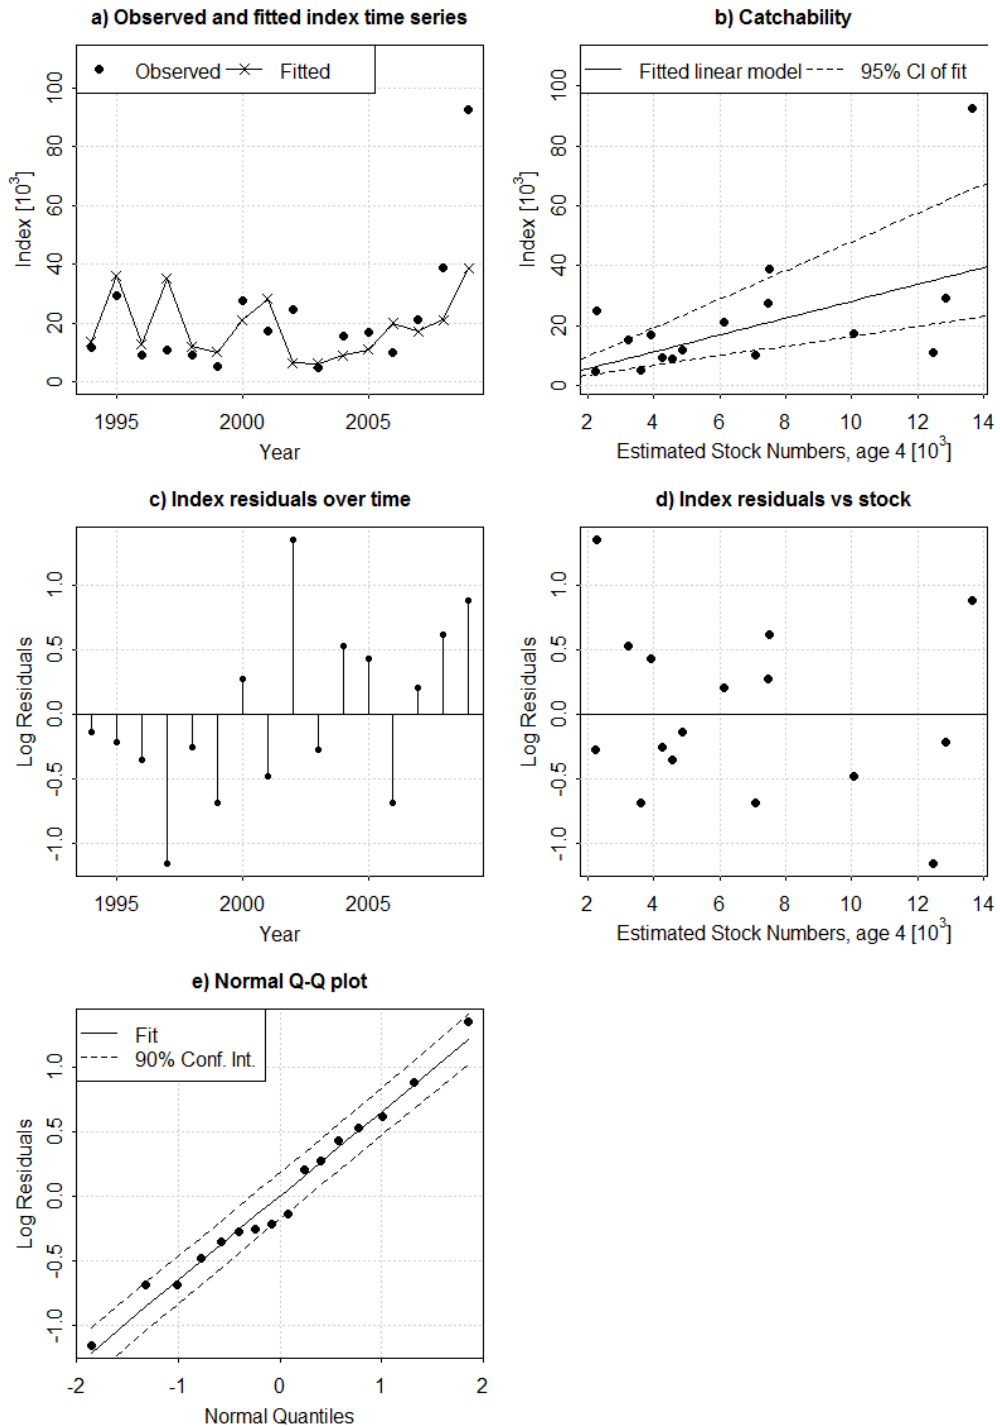 a) Observed and fitted index time series
Observed Fitted
Index [10³]
0 20 40 60 80 100
1995 2000 2005
Year
b) Catchability
Fitted linear model 95% CI of fit
Index [10³]
0 20 40 60 80 100
2 4 6 8 10 12 14
Estimated Stock Numbers, age 4 [10³]
c) Index residuals over time
Log Residuals
-1.0 -0.5 0.0 0.5 1.0
1995 2000 2005
Year
d) Index residuals vs stock
Log Residuals
-1.0 -0.5 0.0 0.5 1.0
2 4 6 8 10 12 14
Estimated Stock Numbers, age 4 [10³]
e) Normal Q-Q plot
Fit
90% Conf. Int.
Log Residuals
-1.0 -0.5 0.0 0.5 1.0
-2 -1 0 1 2
Normal Quantiles